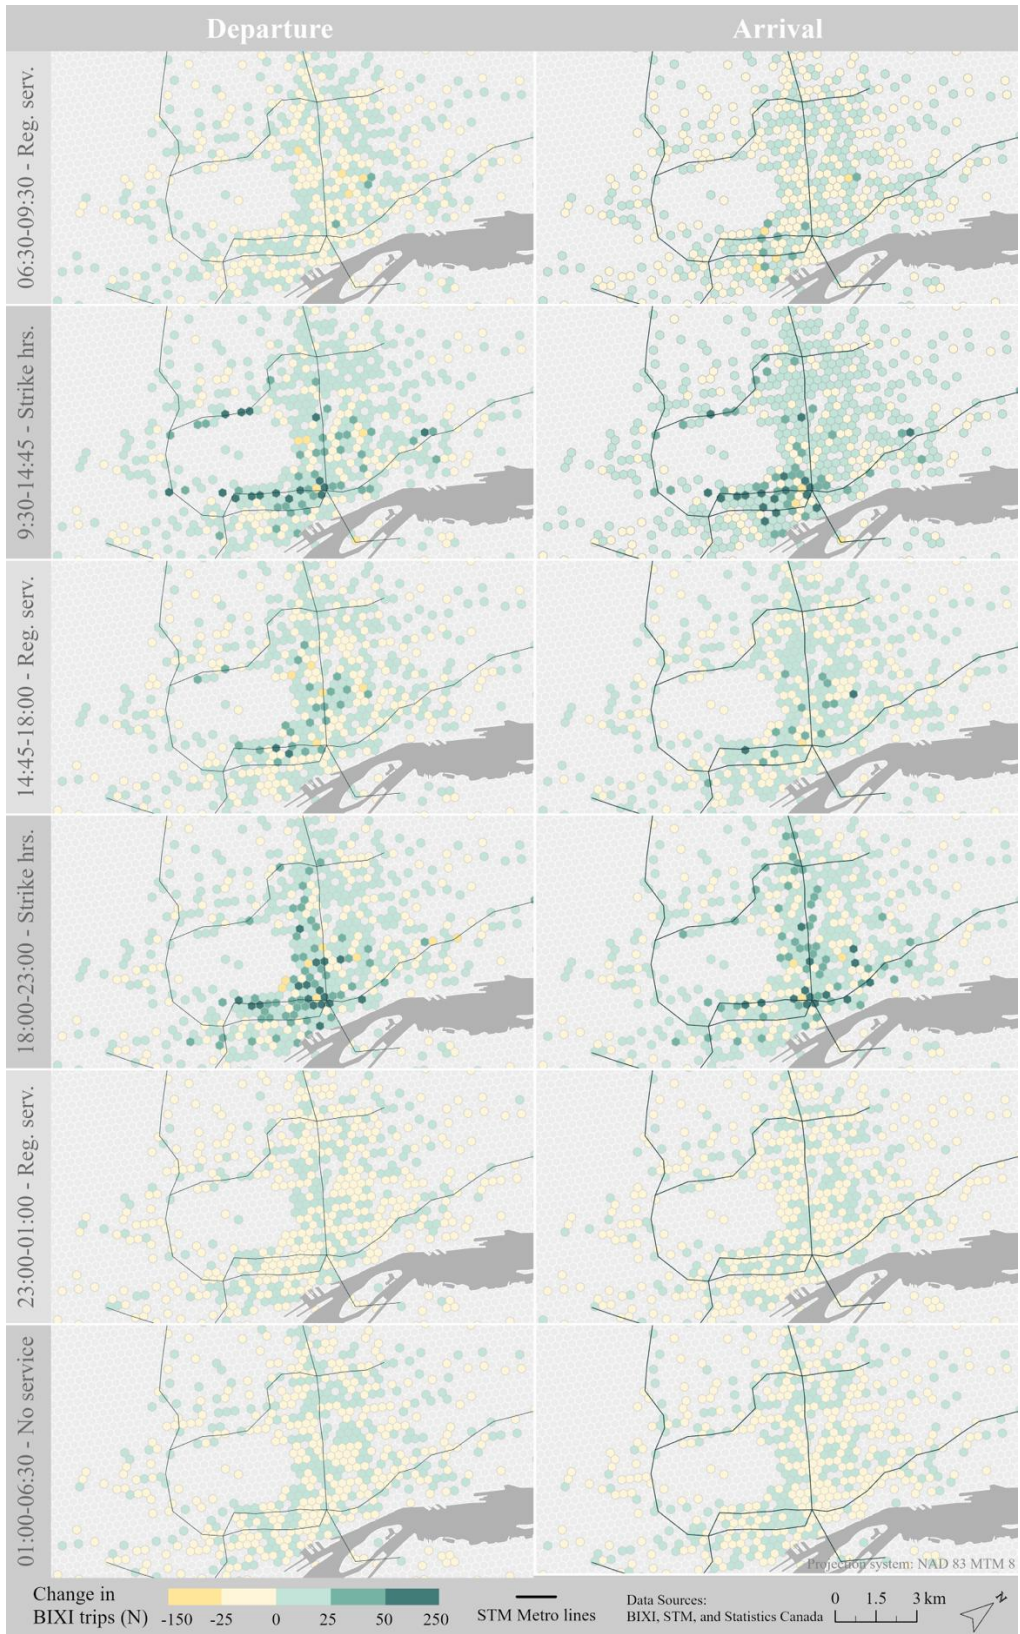 Departure
Arrival
06:30-09:30 - Reg. serv.
9:30-14:45 - Strike hrs.
14:45-18:00 - Reg. serv.
18:00-23:00 - Strike hrs.
23:00-01:00 - Reg. serv.
01:00-06:30 - No service
Projection system: NAD 83 MTM 8
Change in
BIXI trips (N)
-150 -25 0 25 50 250
STM Metro lines
Data Sources:
BIXI, STM, and Statistics Canada
0 1.5 3 km
N